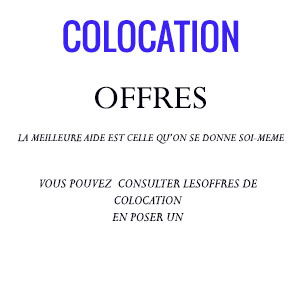 COLOCATION
OFFRES
LA MEILLEURE AIDE EST CELLE QU'ON SE DONNE SOI-MEME
VOUS POUVEZ CONSULTER LESOFFRES DE
COLOCATION
EN POSER UN